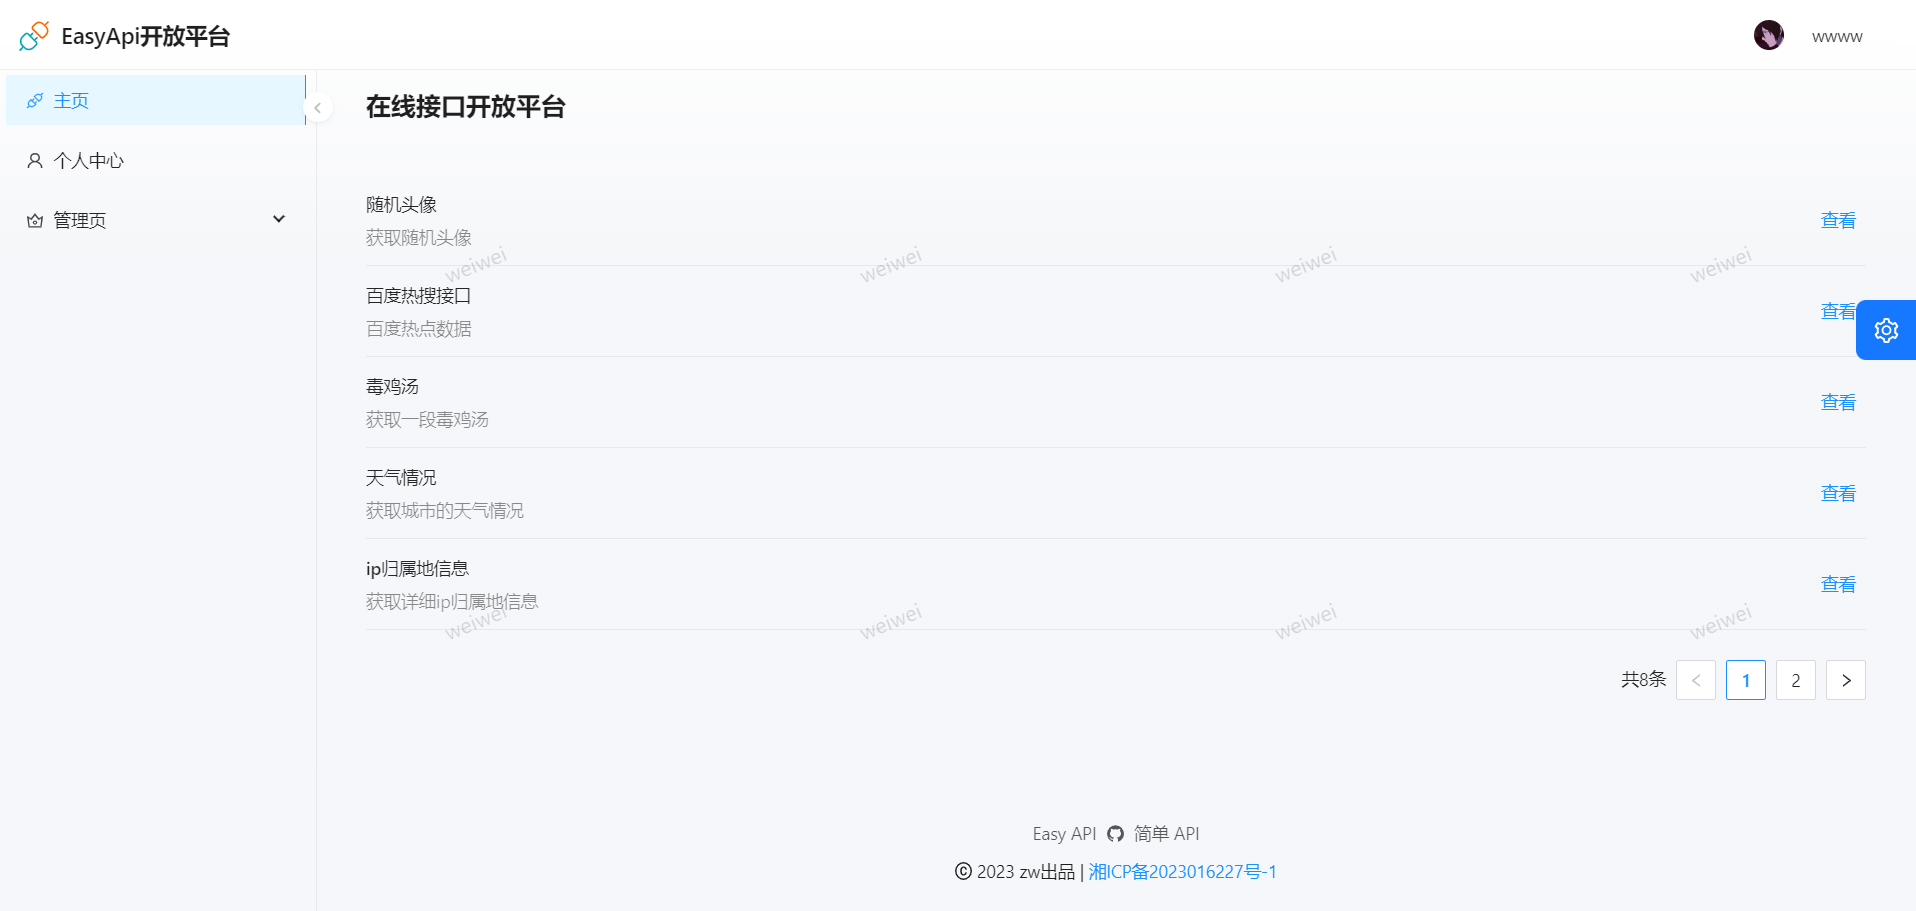 EasyApi开放平台
wwww
主页
个人中心
管理页
在线接口开放平台
随机头像
获取随机头像
查看
百度热搜接口
百度热点数据
查看
毒鸡汤
获取一段毒鸡汤
查看
天气情况
获取城市的天气情况
查看
ip归属地信息
获取详细ip归属地信息
查看
weiwei weiwei weiwei weiwei
weiwei weiwei weiwei weiwei
共8条 < 1 2 >
Easy API 简单 API
© 2023 zw出品 | 湘ICP备2023016227号-1